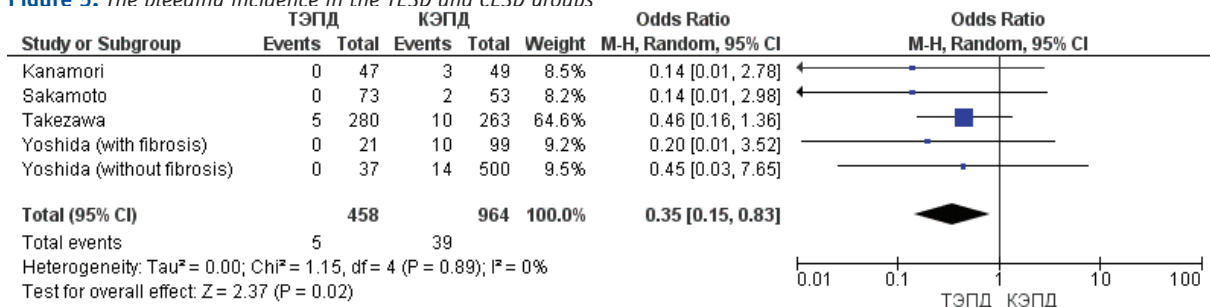 Figure 5. The bleeding incidence in the TESD and CESD groups
ТЭПД КЭПД Odds Ratio Odds Ratio
Study or Subgroup Events Total Events Total Weight M-H, Random, 95% CI M-H, Random, 95% CI
Kanamori 0 47 3 49 8.5% 0.14 [0.01, 2.78]
Sakamoto 0 73 2 53 8.2% 0.14 [0.01, 2.98]
Takezawa 5 280 10 263 64.6% 0.46 [0.16, 1.36]
Yoshida (with fibrosis) 0 21 10 99 9.2% 0.20 [0.01, 3.52]
Yoshida (without fibrosis) 0 37 14 500 9.5% 0.45 [0.03, 7.65]
Total (95% CI) 458 964 100.0% 0.35 [0.15, 0.83]
Total events 5 39
Heterogeneity: Tau² = 0.00; Chi² = 1.15, df = 4 (P = 0.89); I² = 0%
Test for overall effect: Z = 2.37 (P = 0.02)
0.01 0.1 1 10 100
ТЭПД КЭПД